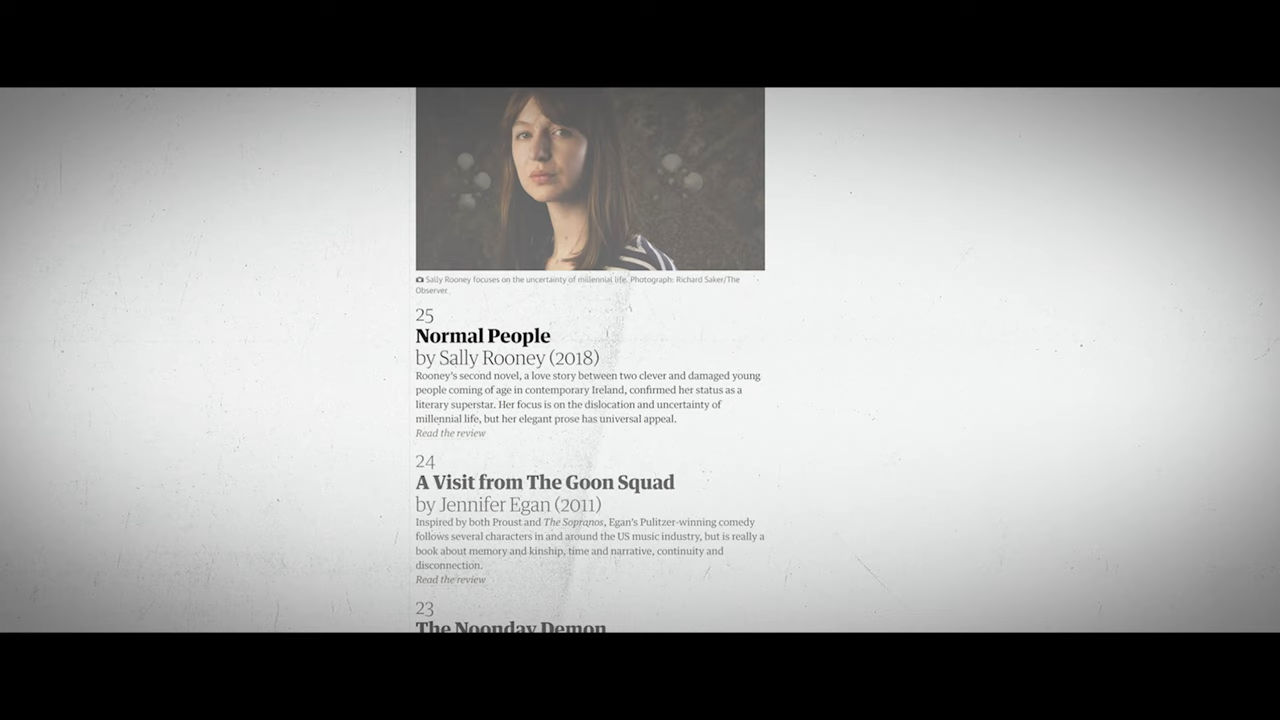 Sally Rooney focuses on the uncertainty of millennial life. Photograph: Richard Saker/The
Observer
25
Normal People
by Sally Rooney (2018)
Rooney's second novel, a love story between two clever and damaged young
people coming of age in contemporary Ireland, confirmed her status as a
literary superstar. Her focus is on the dislocation and uncertainty of
millennial life, but her elegant prose has universal appeal.
Read the review
24
A Visit from The Goon Squad
by Jennifer Egan (2011)
Inspired by both Proust and The Sopranos, Egan's Pulitzer-winning comedy
follows several characters in and around the US music industry, but is really a
book about memory and kinship, time and narrative, continuity and
disconnection.
Read the review
23
The Noonday Demon